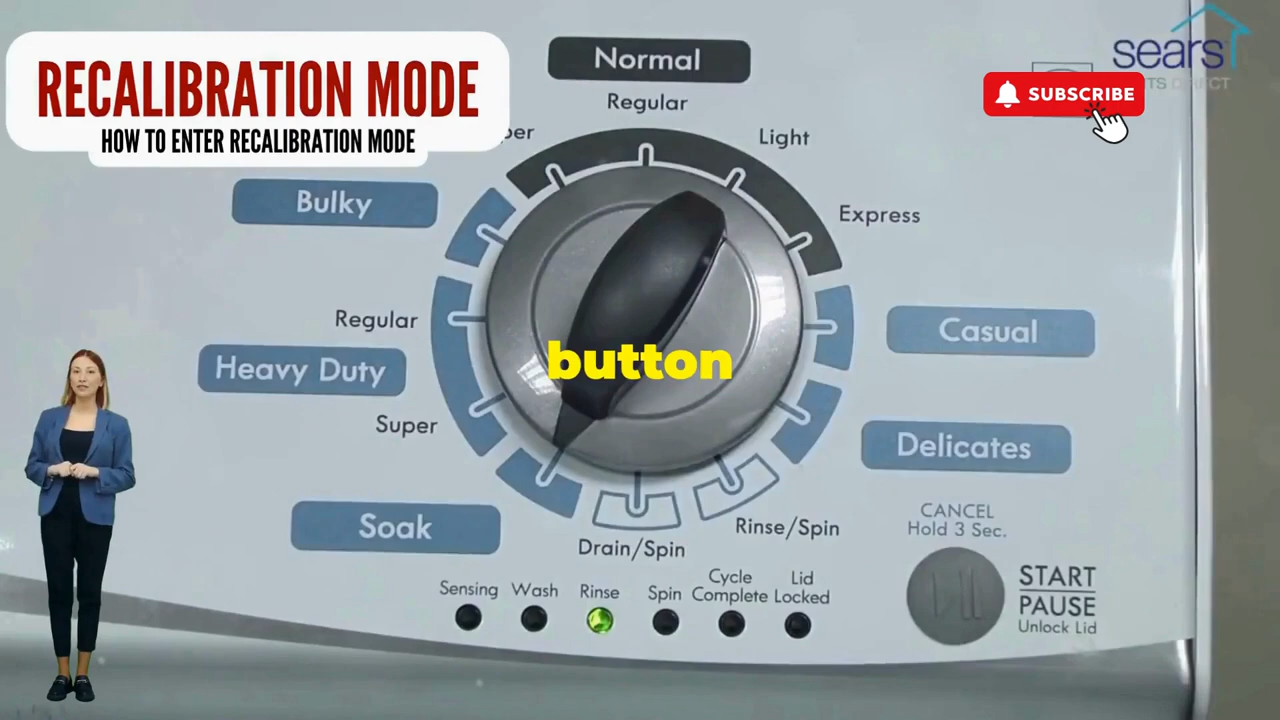 RECALIBRATION MODE
HOW TO ENTER RECALIBRATION MODE
sears
DIRECT
SUBSCRIBE
Normal
Regular
Light
Express
Bulky
Regular
Heavy Duty
Super
button
Casual
Delicates
Soak
Drain/Spin
Rinse/Spin
CANCEL
Hold 3 Sec.
START
PAUSE
Unlock Lid
Sensing
Wash
Rinse
Spin
Cycle
Complete
Lid
Locked